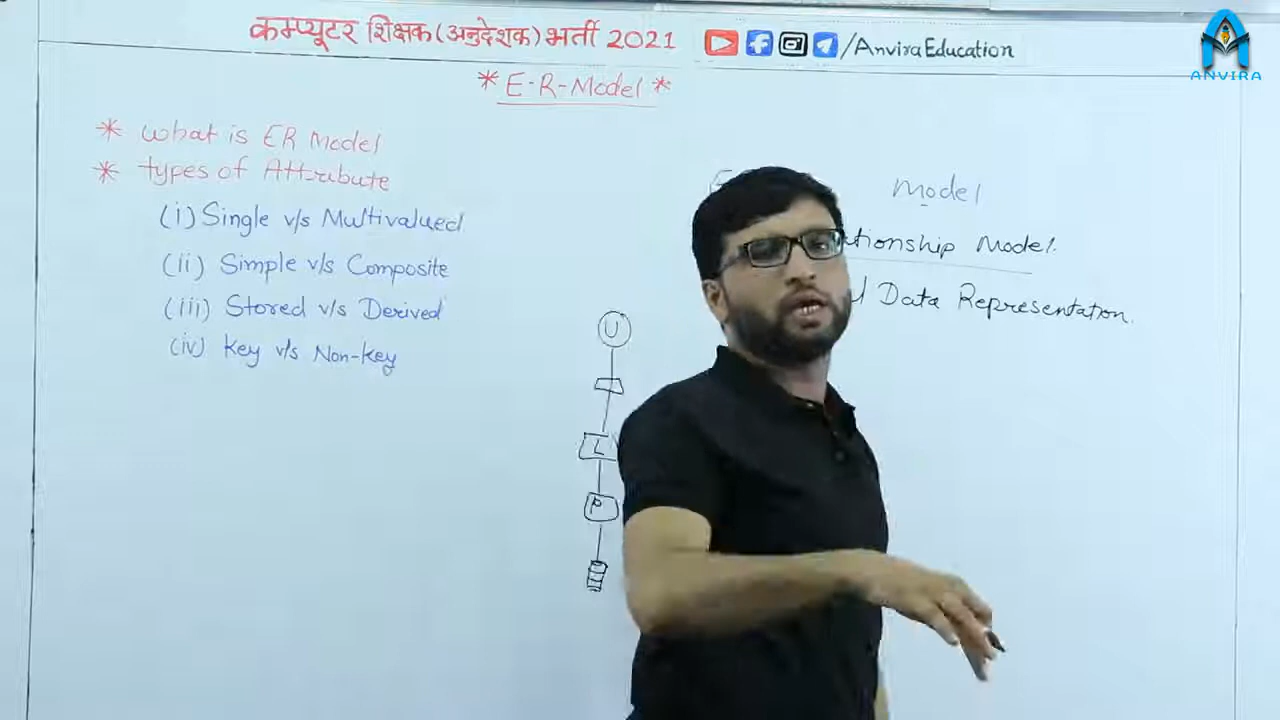 कम्प्यूटर शिक्षक (अनुदेशक) भर्ती 2021
/AnviraEducation
ANVIRA
* E-R-Model *
* What is ER Model
* types of Attribute
(i) Single v/s Multivalued
(ii) Simple v/s Composite
(iii) Stored v/s Derived
(iv) Key v/s Non-key
Model
ationship Model.
Data Representation.
U
L
P